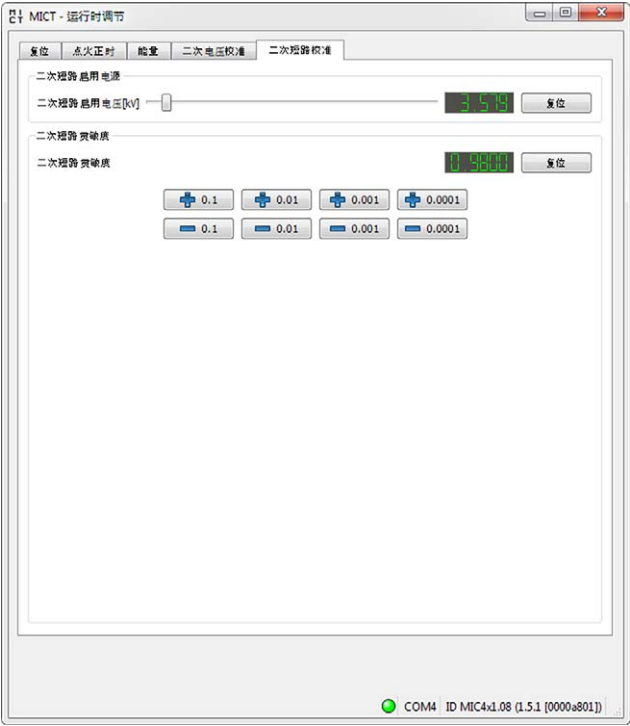 MICT - 运行时调节
复位 点火正时 能量 二次电压校准 二次短路校准
二次短路启用电源
二次短路启用电压[kV] 3.579 复位
二次短路灵敏度
二次短路灵敏度 0.9800 复位
0.1 0.01 0.001 0.0001
0.1 0.01 0.001 0.0001
COM4 ID MIC4x1.08 (1.5.1 [0000a801])